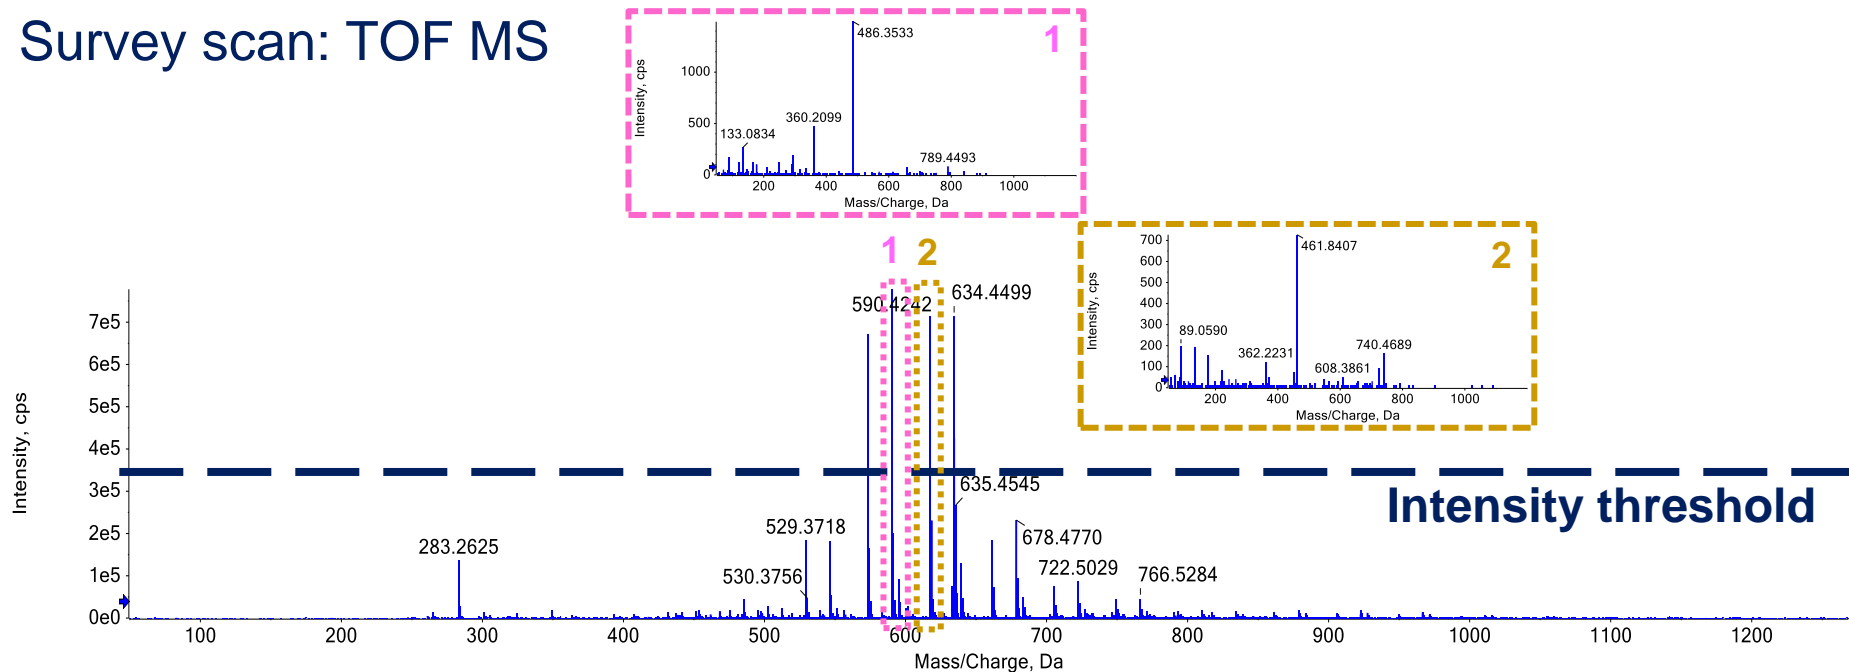 Survey scan: TOF MS
1
486.3533
1000
Intensity, cps
500
360.2099
133.0834
789.4493
0
200 400 600 800 1000
Mass/Charge, Da
1 2
2
700
461.8407
600
500
400
Intensity, cps
300
89.0590
200
362.2231
740.4689
608.3861
100
0
200 400 600 800 1000
Mass/Charge, Da
590.4242
634.4499
7e5
6e5
5e5
4e5
Intensity, cps
3e5
635.4545
Intensity threshold
2e5
529.3718
678.4770
283.2625
1e5
530.3756
722.5029
766.5284
0e0
100 200 300 400 500 600 700 800 900 1000 1100 1200
Mass/Charge, Da